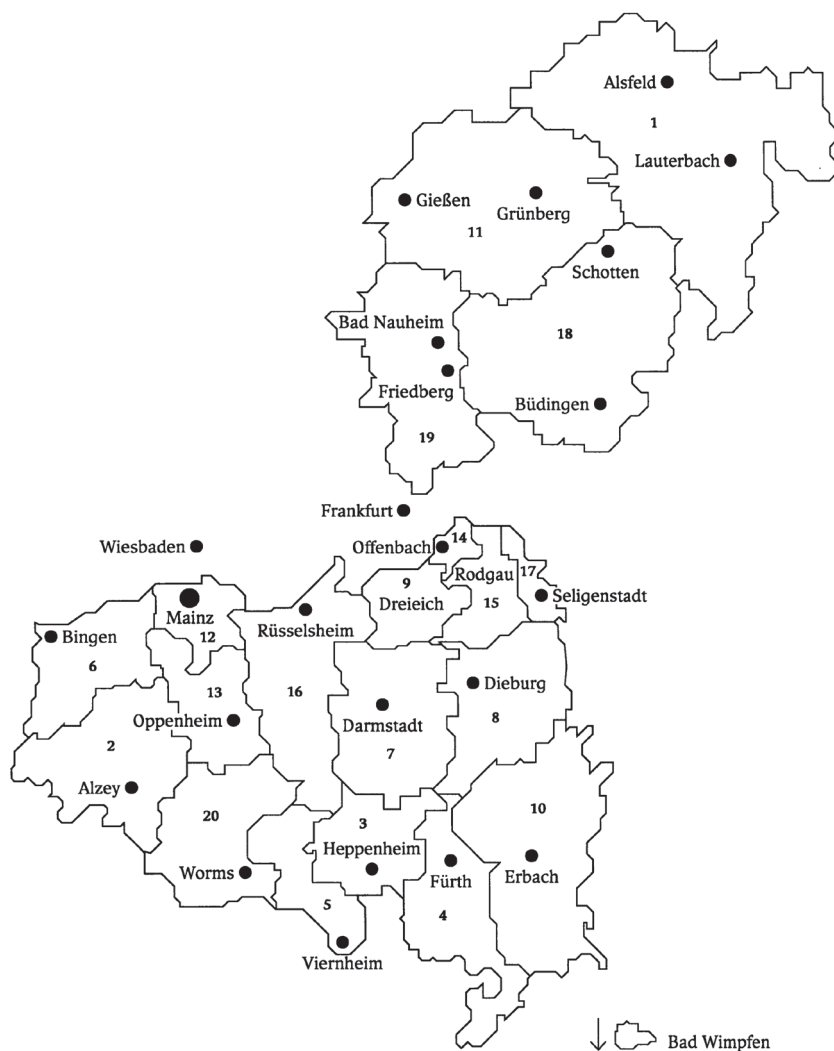 Alsfeld
1
Lauterbach
Gießen
Grünberg
11
Schotten
Bad Nauheim
18
Friedberg
Büdingen
19
Frankfurt
Wiesbaden
Offenbach
14
9
Rodgau
17
Dreieich
Seligenstadt
15
Mainz
Rüsselsheim
12
Bingen
6
13
16
Dieburg
Oppenheim
Darmstadt
8
2
7
Alzey
20
3
10
Heppenheim
Worms
Fürth
Erbach
5
4
Viernheim
Bad Wimpfen